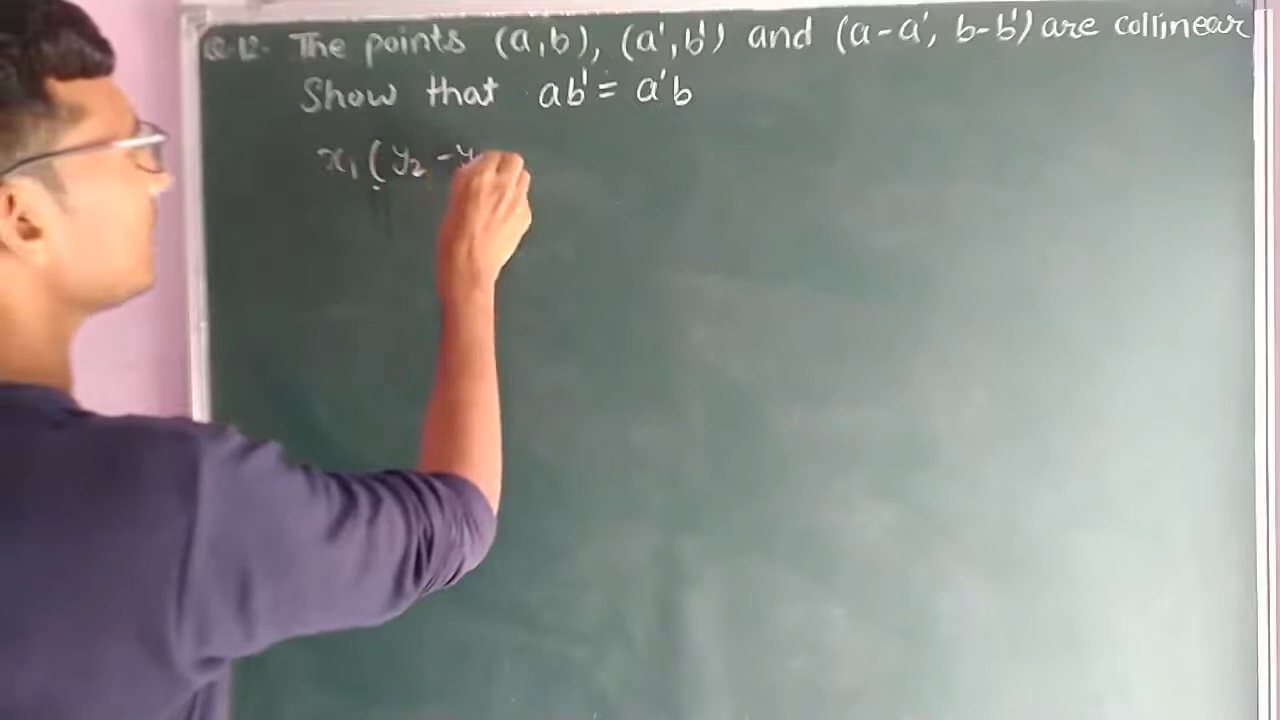 Q.12. The points (a,b), (a',b') and (a-a', b-b') are collinear
Show that ab' = a'b
x₁(y₂-y